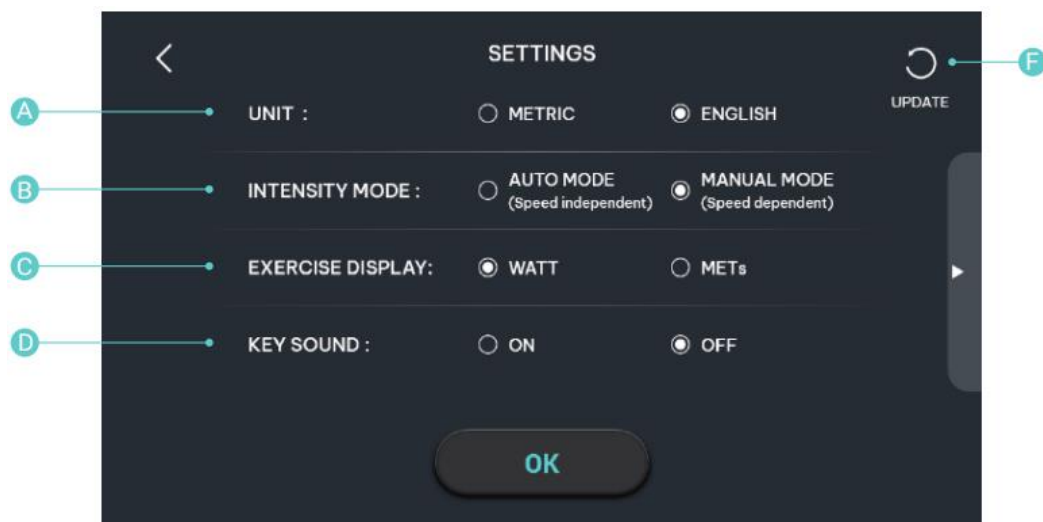 SETTINGS
F
UPDATE
A
UNIT :
METRIC
ENGLISH
B
INTENSITY MODE :
AUTO MODE
(Speed independent)
MANUAL MODE
(Speed dependent)
C
EXERCISE DISPLAY:
WATT
METs
D
KEY SOUND :
ON
OFF
OK